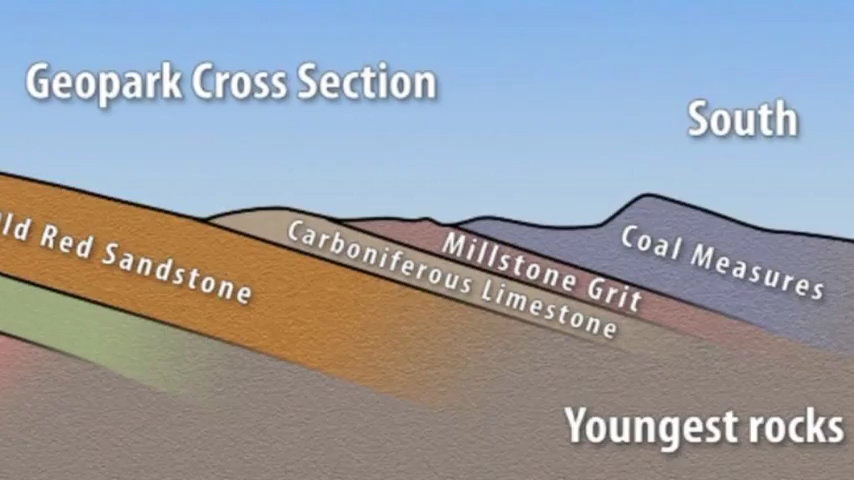 Geopark Cross Section
South
ld Red Sandstone
Carboniferous Limestone
Millstone Grit
Coal Measures
Youngest rocks